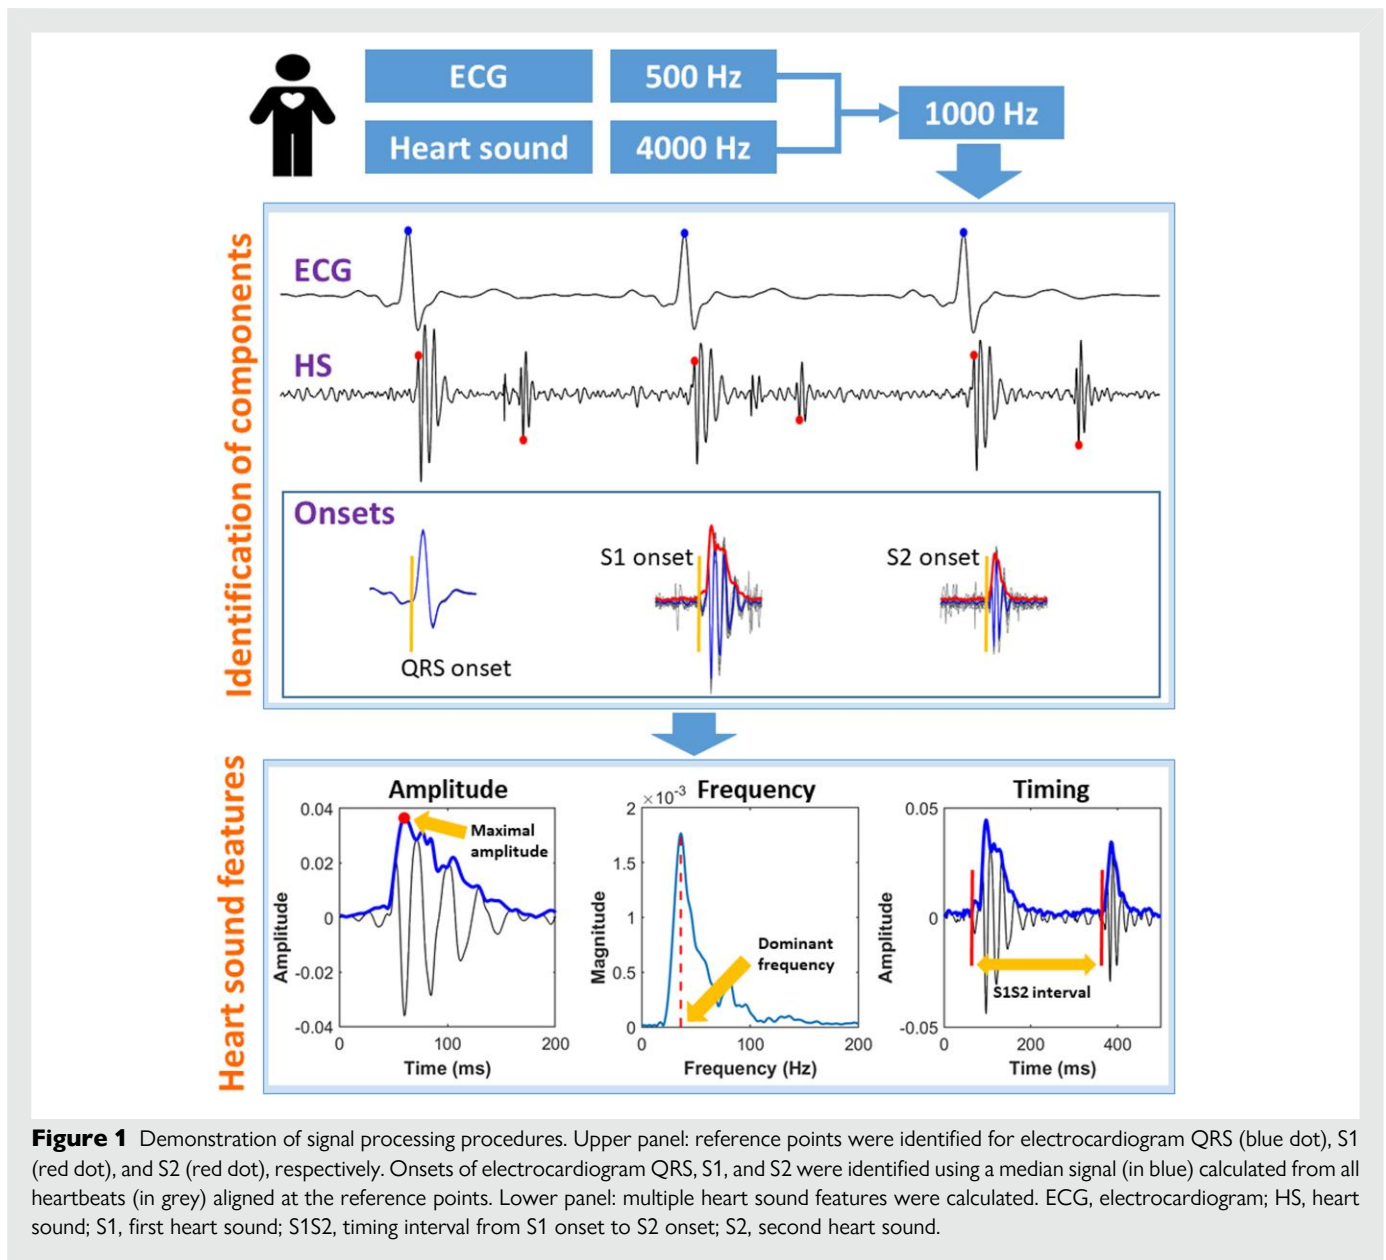 ECG
500 Hz
Heart sound
4000 Hz
1000 Hz
Identification of components
ECG
HS
Onsets
QRS onset
S1 onset
S2 onset
Heart sound features
Amplitude
0.04
0.02
0
-0.02
-0.04
Amplitude
0
100
200
Time (ms)
Maximal
amplitude
×10⁻³
Frequency
2
1.5
1
0.5
0
Magnitude
0
100
200
Frequency (Hz)
Dominant
frequency
Timing
0.05
0
-0.05
Amplitude
0
200
400
Time (ms)
S1S2 interval
Figure 1 Demonstration of signal processing procedures. Upper panel: reference points were identified for electrocardiogram QRS (blue dot), S1
(red dot), and S2 (red dot), respectively. Onsets of electrocardiogram QRS, S1, and S2 were identified using a median signal (in blue) calculated from all
heartbeats (in grey) aligned at the reference points. Lower panel: multiple heart sound features were calculated. ECG, electrocardiogram; HS, heart
sound; S1, first heart sound; S1S2, timing interval from S1 onset to S2 onset; S2, second heart sound.